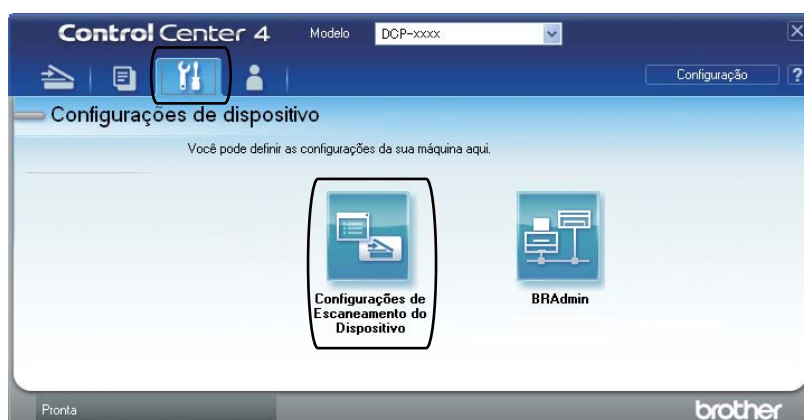 Control Center 4 Modelo DCP-xxxx
Configuração ?
Configurações de dispositivo
Você pode definir as configurações da sua máquina aqui.
Configurações de
Escaneamento do
Dispositivo
BRAdmin
Pronta
brother